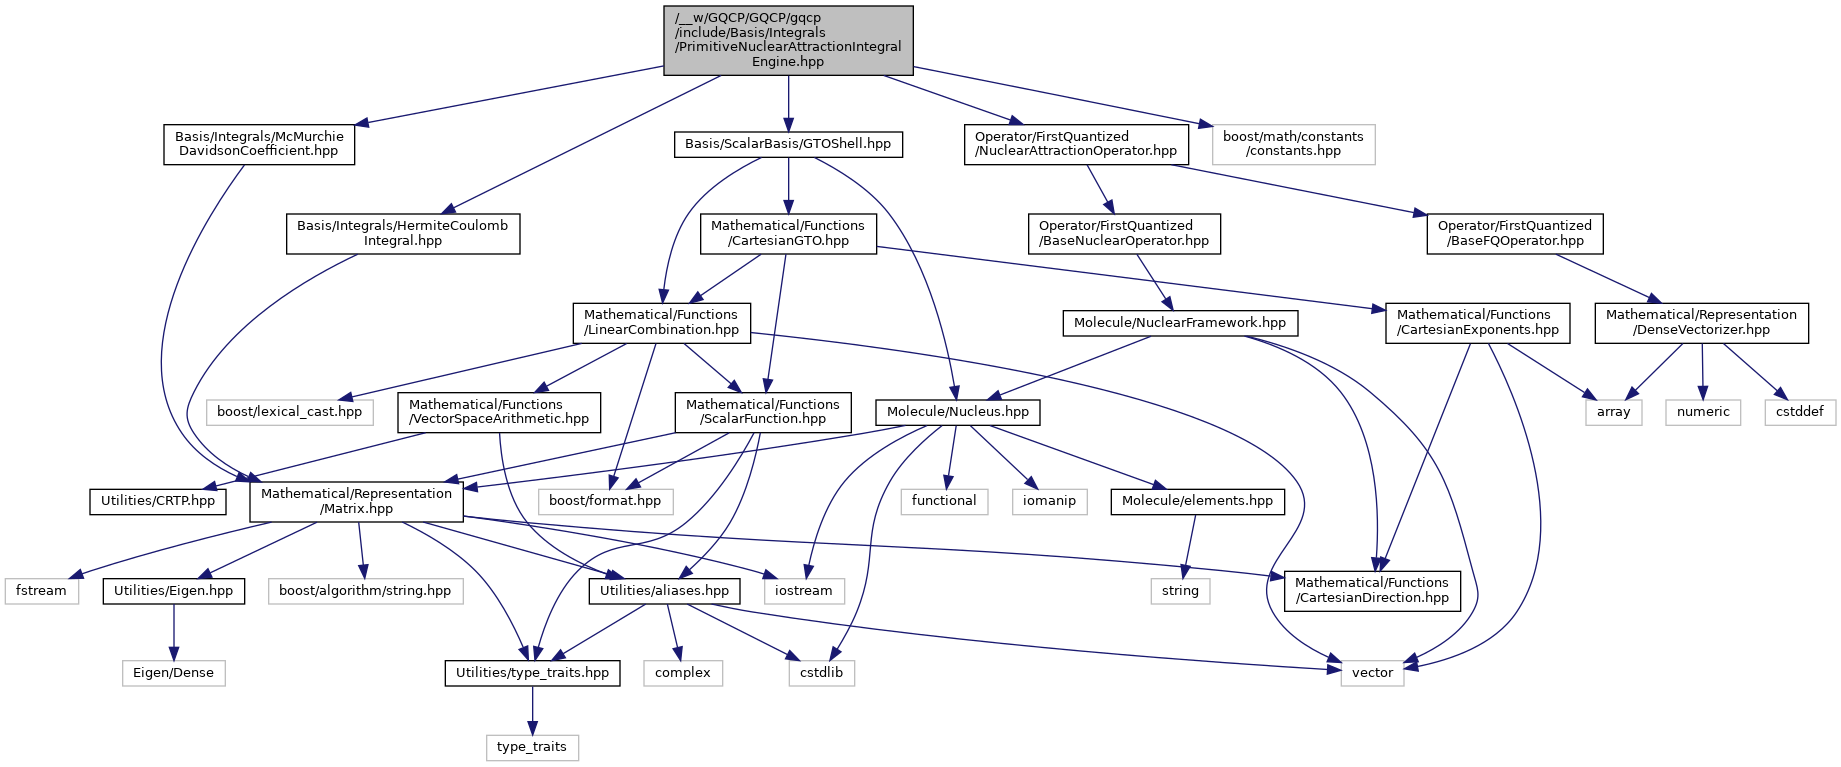 /__w/GQCP/GQCP/gqcp
/include/Basis/Integrals
/PrimitiveNuclearAttractionIntegral
Engine.hpp
Basis/Integrals/McMurchie
DavidsonCoefficient.hpp
Basis/ScalarBasis/GTOShell.hpp
Operator/FirstQuantized
/NuclearAttractionOperator.hpp
boost/math/constants
/constants.hpp
Basis/Integrals/HermiteCoulomb
Integral.hpp
Mathematical/Functions
/CartesianGTO.hpp
Operator/FirstQuantized
/BaseNuclearOperator.hpp
Operator/FirstQuantized
/BaseFQOperator.hpp
Mathematical/Functions
/LinearCombination.hpp
Molecule/NuclearFramework.hpp
Mathematical/Functions
/CartesianExponents.hpp
Mathematical/Representation
/DenseVectorizer.hpp
boost/lexical_cast.hpp
Mathematical/Functions
/VectorSpaceArithmetic.hpp
Mathematical/Functions
/ScalarFunction.hpp
Molecule/Nucleus.hpp
array
numeric
cstddef
Utilities/CRTP.hpp
Mathematical/Representation
/Matrix.hpp
boost/format.hpp
functional
iomanip
Molecule/elements.hpp
fstream
Utilities/Eigen.hpp
boost/algorithm/string.hpp
Utilities/aliases.hpp
iostream
string
Mathematical/Functions
/CartesianDirection.hpp
Eigen/Dense
Utilities/type_traits.hpp
complex
cstdlib
vector
type_traits